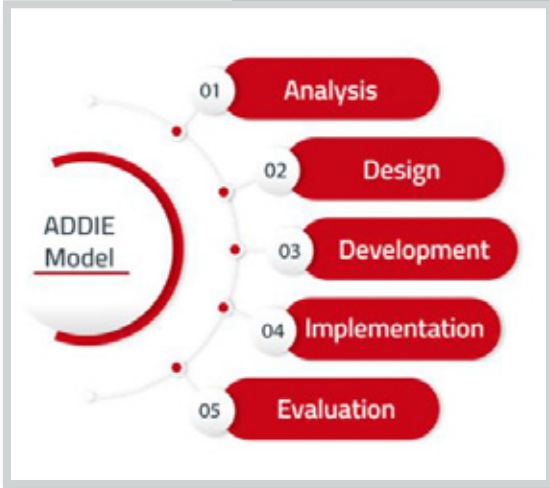 ADDIE
Model
01 Analysis
02 Design
03 Development
04 Implementation
05 Evaluation